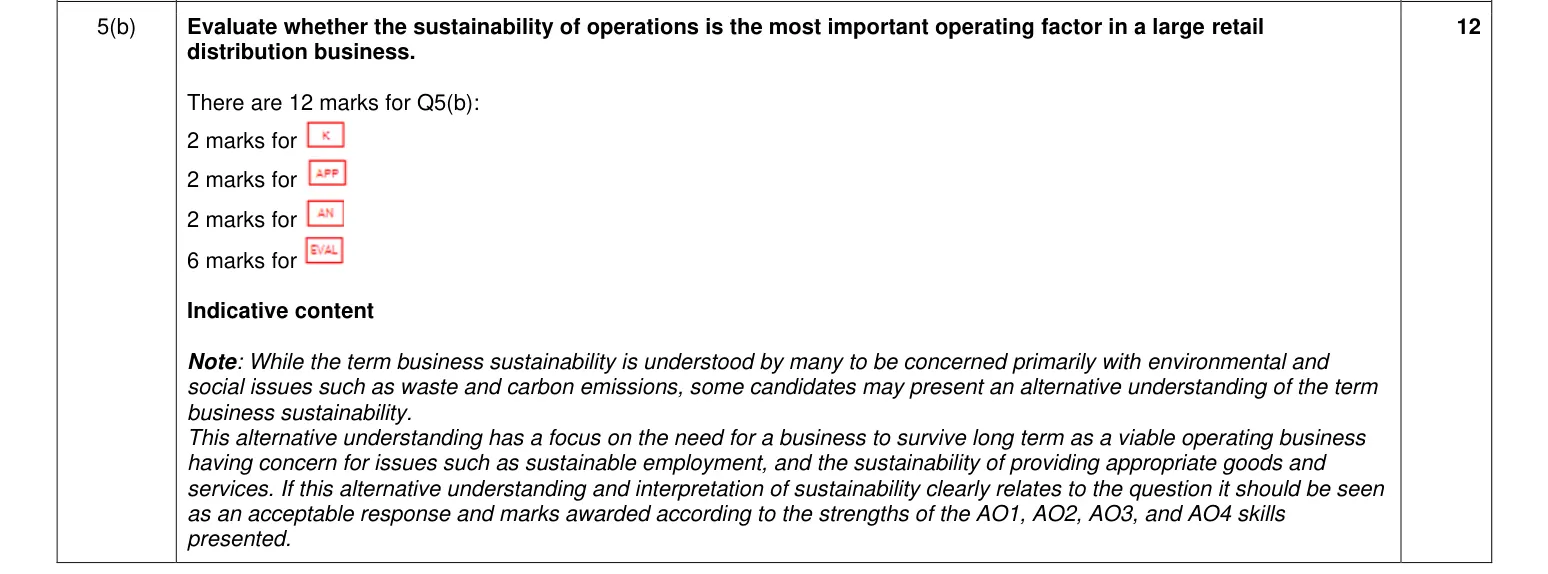 5(b) Evaluate whether the sustainability of operations is the most important operating factor in a large retail 12
distribution business.
There are 12 marks for Q5(b):
2 marks for K
2 marks for APP
2 marks for AN
6 marks for EVAL
Indicative content
Note: While the term business sustainability is understood by many to be concerned primarily with environmental and
social issues such as waste and carbon emissions, some candidates may present an alternative understanding of the term
business sustainability.
This alternative understanding has a focus on the need for a business to survive long term as a viable operating business
having concern for issues such as sustainable employment, and the sustainability of providing appropriate goods and
services. If this alternative understanding and interpretation of sustainability clearly relates to the question it should be seen
as an acceptable response and marks awarded according to the strengths of the AO1, AO2, AO3, and AO4 skills
presented.